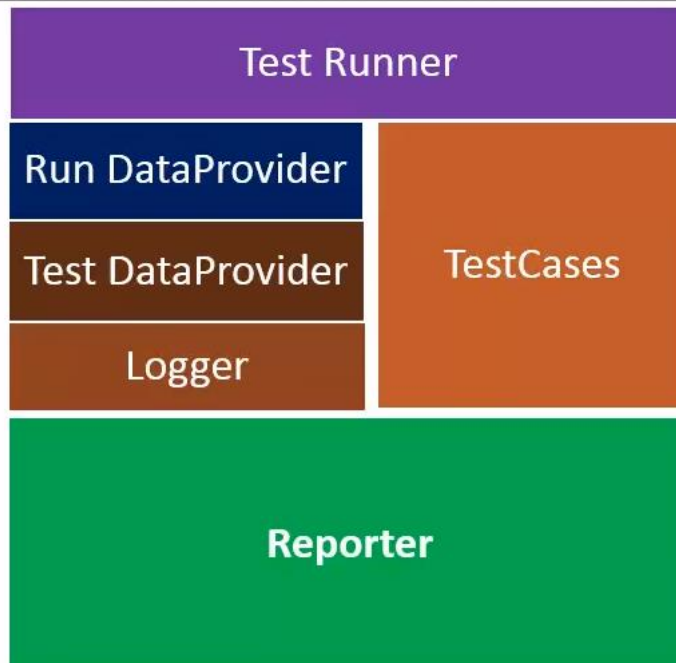 Test Runner
Run DataProvider
Test DataProvider
Logger
TestCases
Reporter